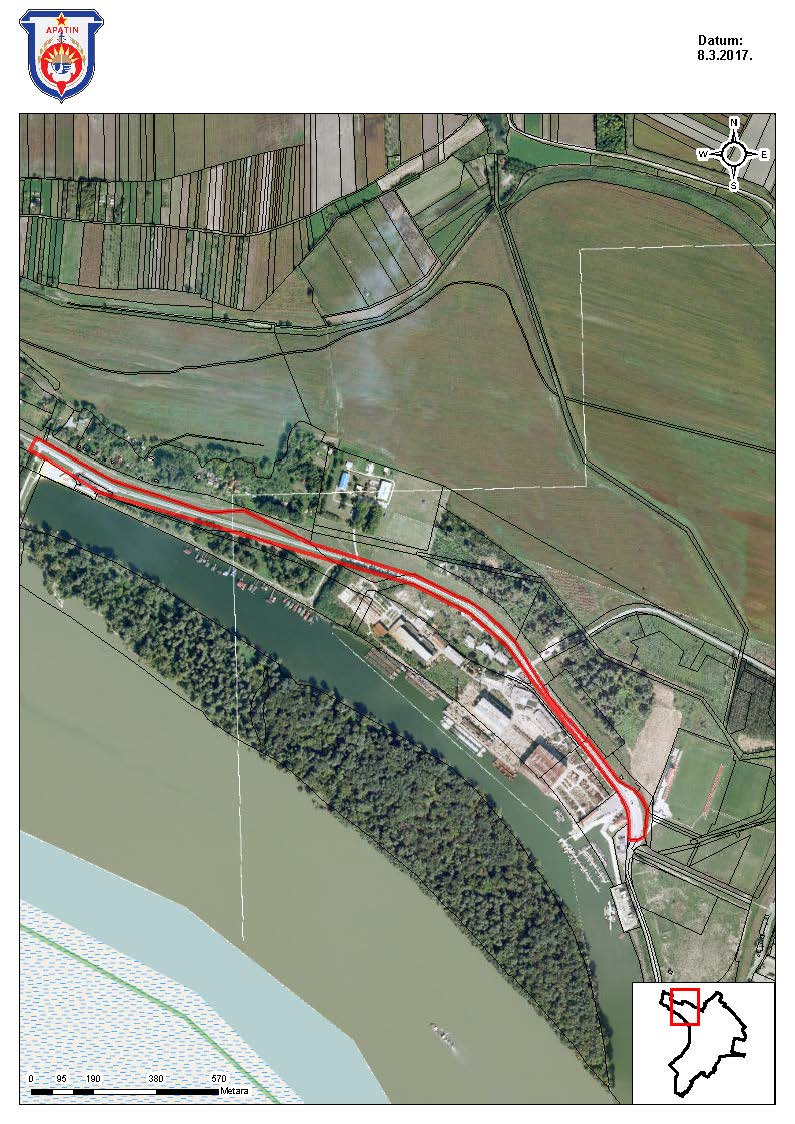 APATIN
Datum:
8.3.2017.
N
W E
S
0 95 190 380 570
Metara